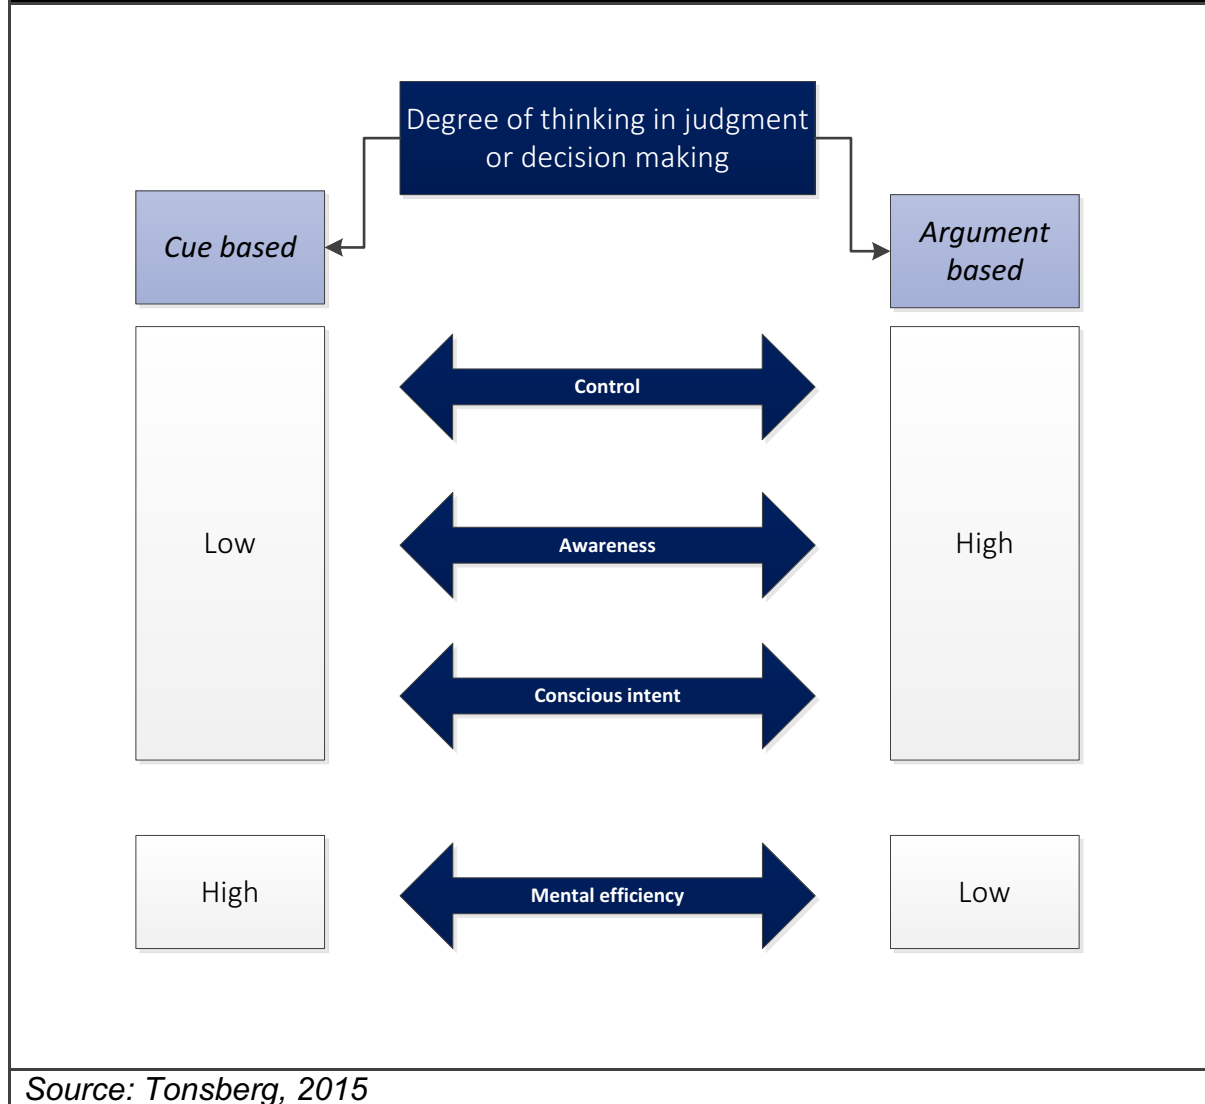 Degree of thinking in judgment
or decision making
Cue based
Argument
based
Control
Low
Awareness
High
Conscious intent
High
Mental efficiency
Low
Source: Tonsberg, 2015